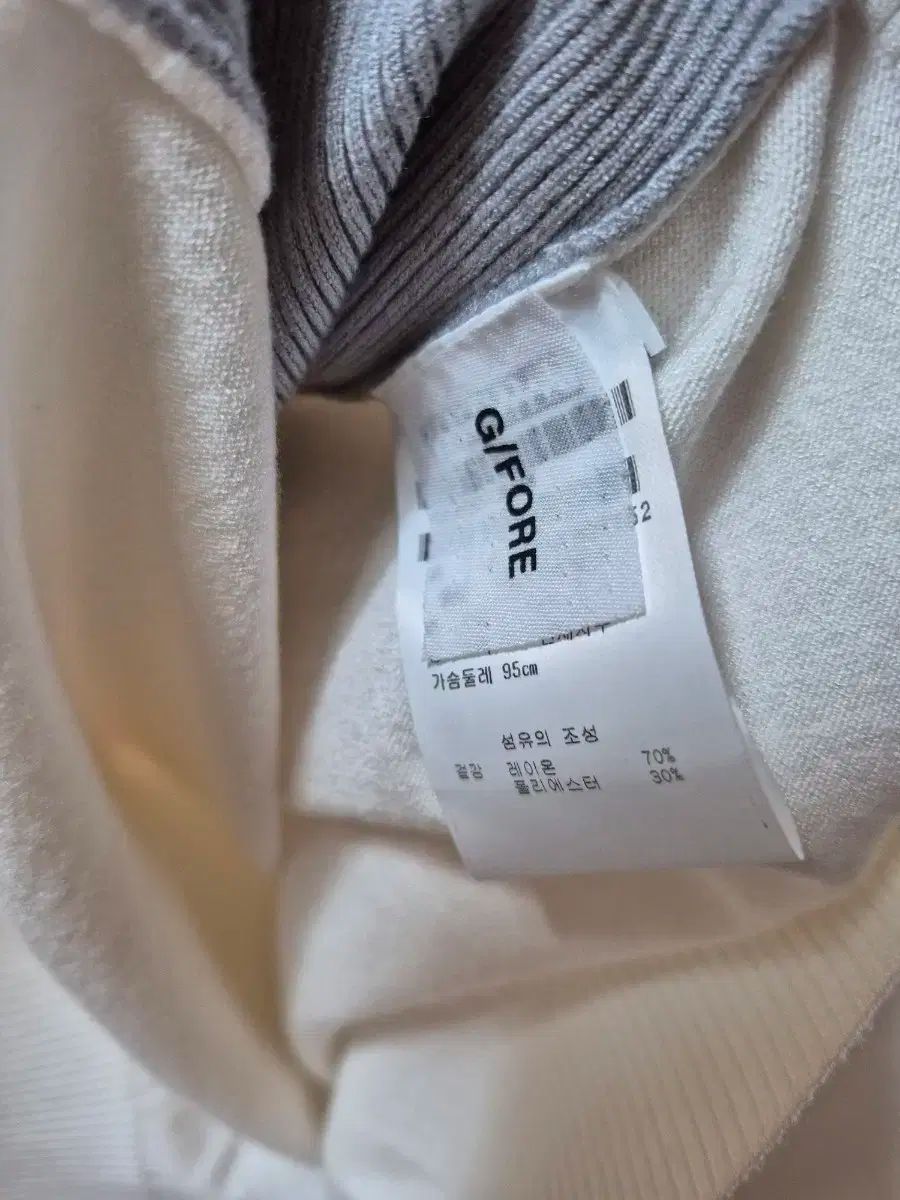 G/FORE
52
가슴둘레 95cm
섬유의 조성
겉감 레이온 70%
폴리에스터 30%